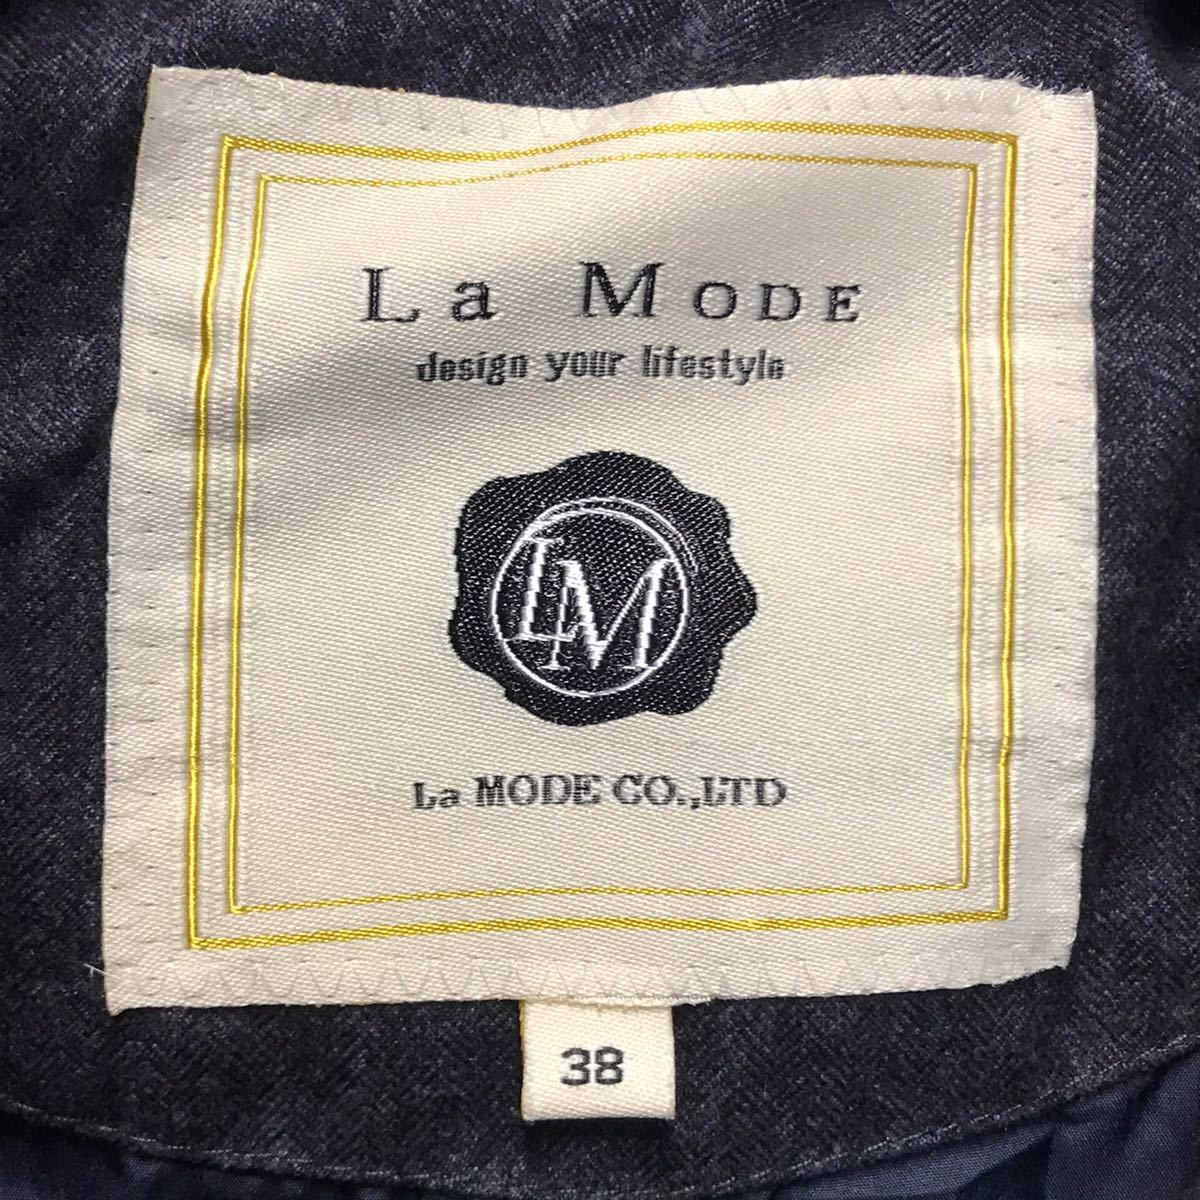 La MODE
design your lifestyle
LM
La MODE CO.,LTD
38